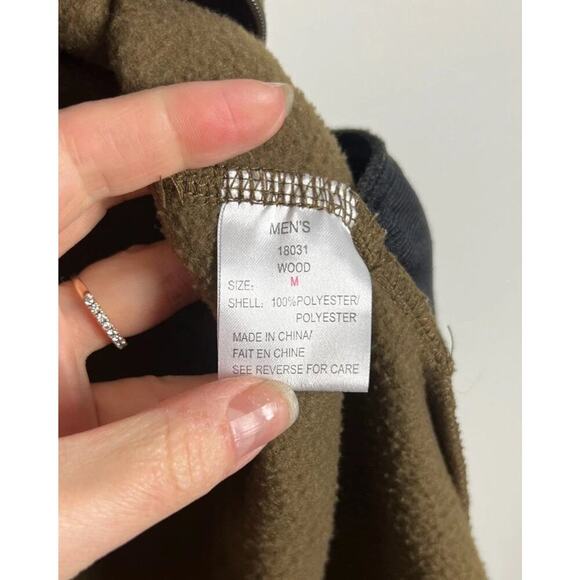 MEN'S
18031
WOOD
SIZE: M
SHELL: 100%POLYESTER/
POLYESTER
MADE IN CHINA/
FAIT EN CHINE
SEE REVERSE FOR CARE